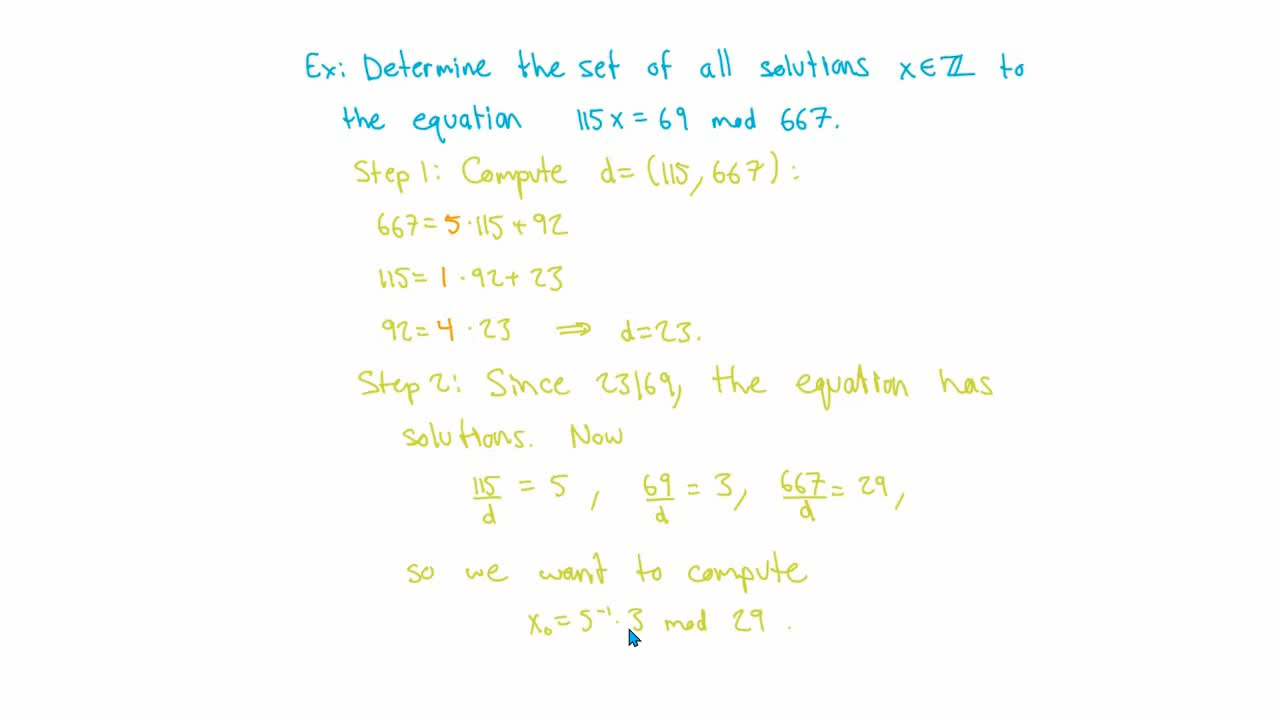 Ex: Determine the set of all solutions x∈ℤ to
the equation 115x = 69 mod 667.
Step 1: Compute d = (115, 667):
667 = 5 · 115 + 92
115 = 1 · 92 + 23
92 = 4 · 23 ⇒ d = 23.
Step 2: Since 23|69, the equation has
solutions. Now
115/d = 5, 69/d = 3, 667/d = 29,
so we want to compute
x₀ = 5⁻¹ · 3 mod 29.